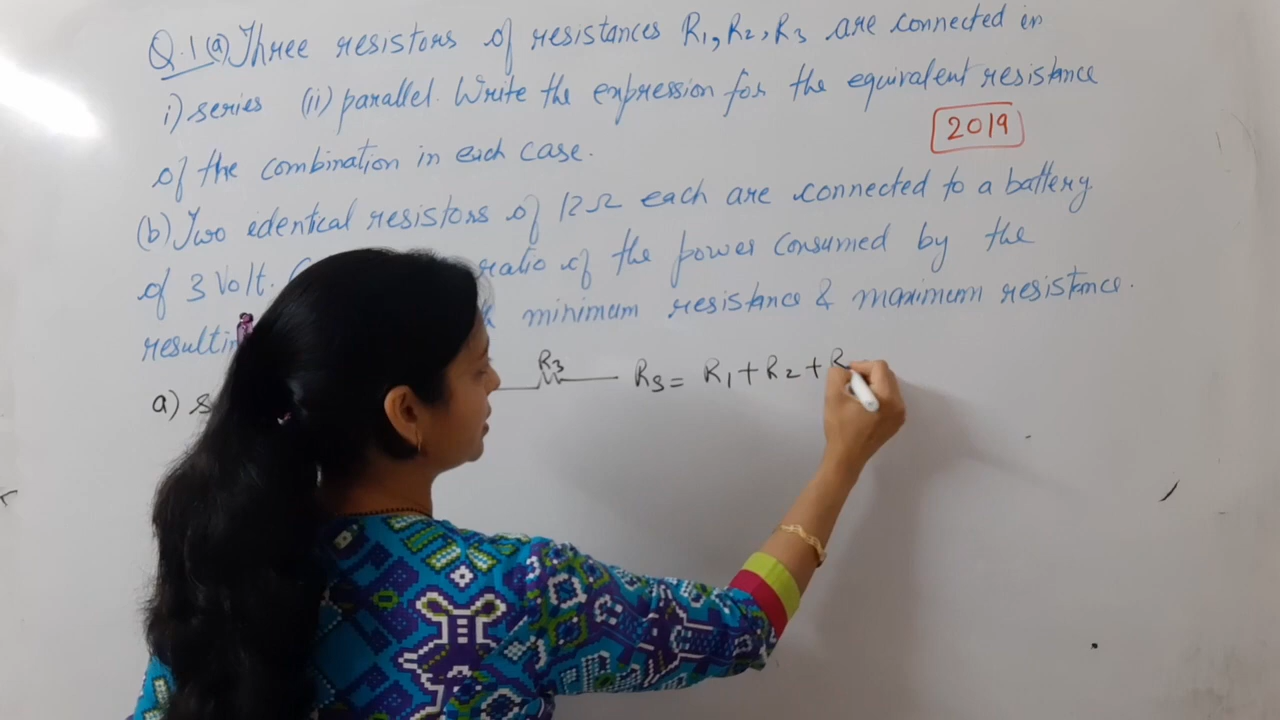 Q.1 (a) Three resistors of resistances R1, R2, R3 are connected in
i) series (ii) parallel. Write the expression for the equivalent resistance
2019
of the combination in each case.
(b) Two identical resistors of 12Ω each are connected to a battery
of 3 Volt. ratio of the power consumed by the
minimum resistance & maximum resistance.
R3
a) RS = R1 + R2 + R